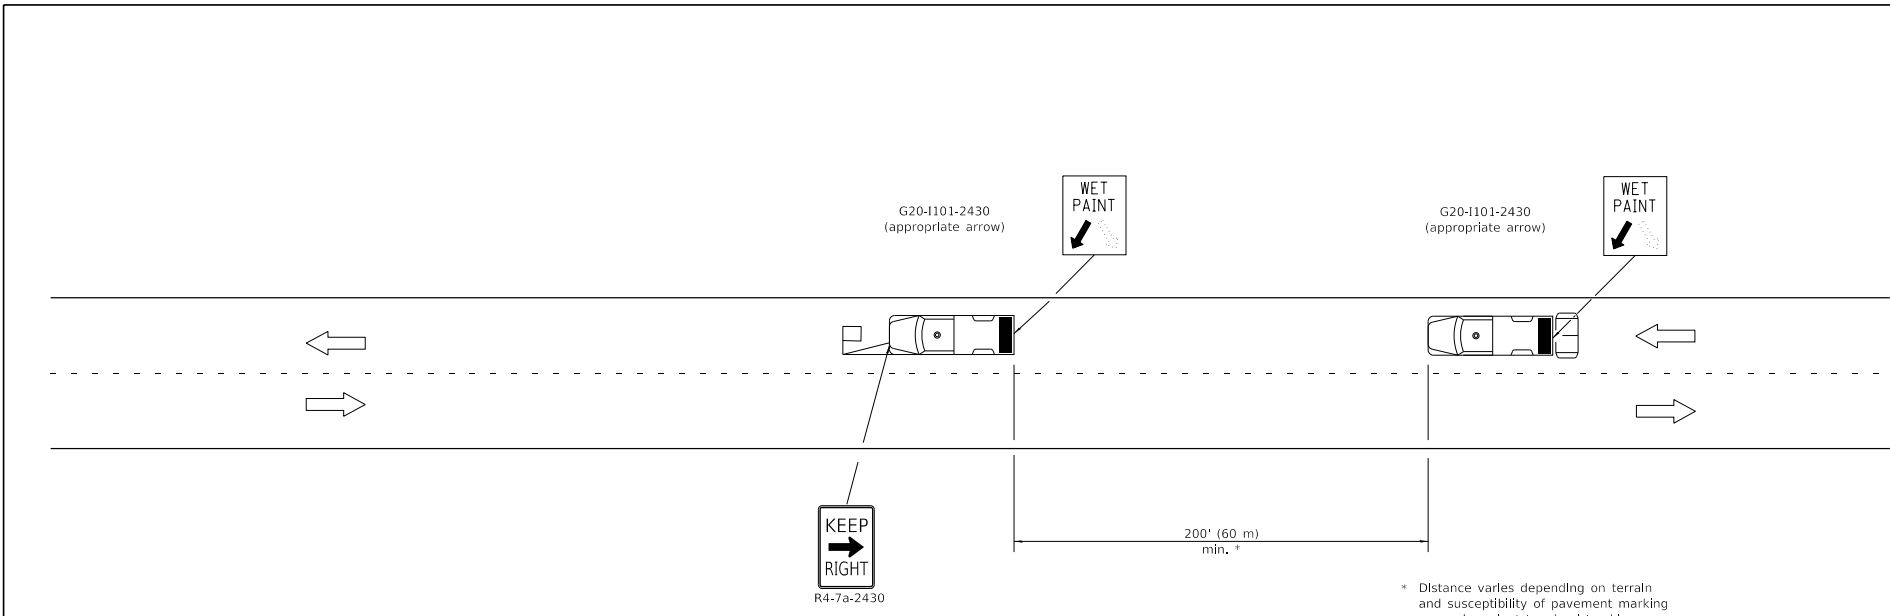 WET
PAINT
G20-I101-2430
(appropriate arrow)
WET
PAINT
G20-I101-2430
(appropriate arrow)
KEEP
RIGHT
R4-7a-2430
200' (60 m)
min. *
* Distance varies depending on terrain
and susceptibility of pavement marking